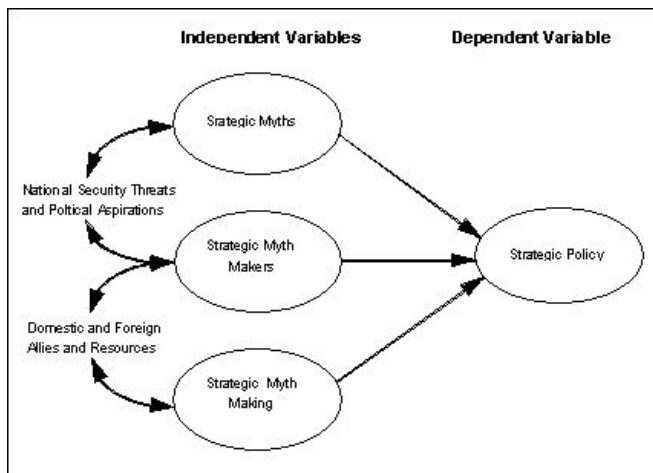 Independent Variables
Dependent Variable
Srategic Myths
National Security Threats
and Poltical Aspirations
Strategic Myth
Makers
Strategic Policy
Domestic and Foreign
Allies and Resources
Strategic Myth
Making